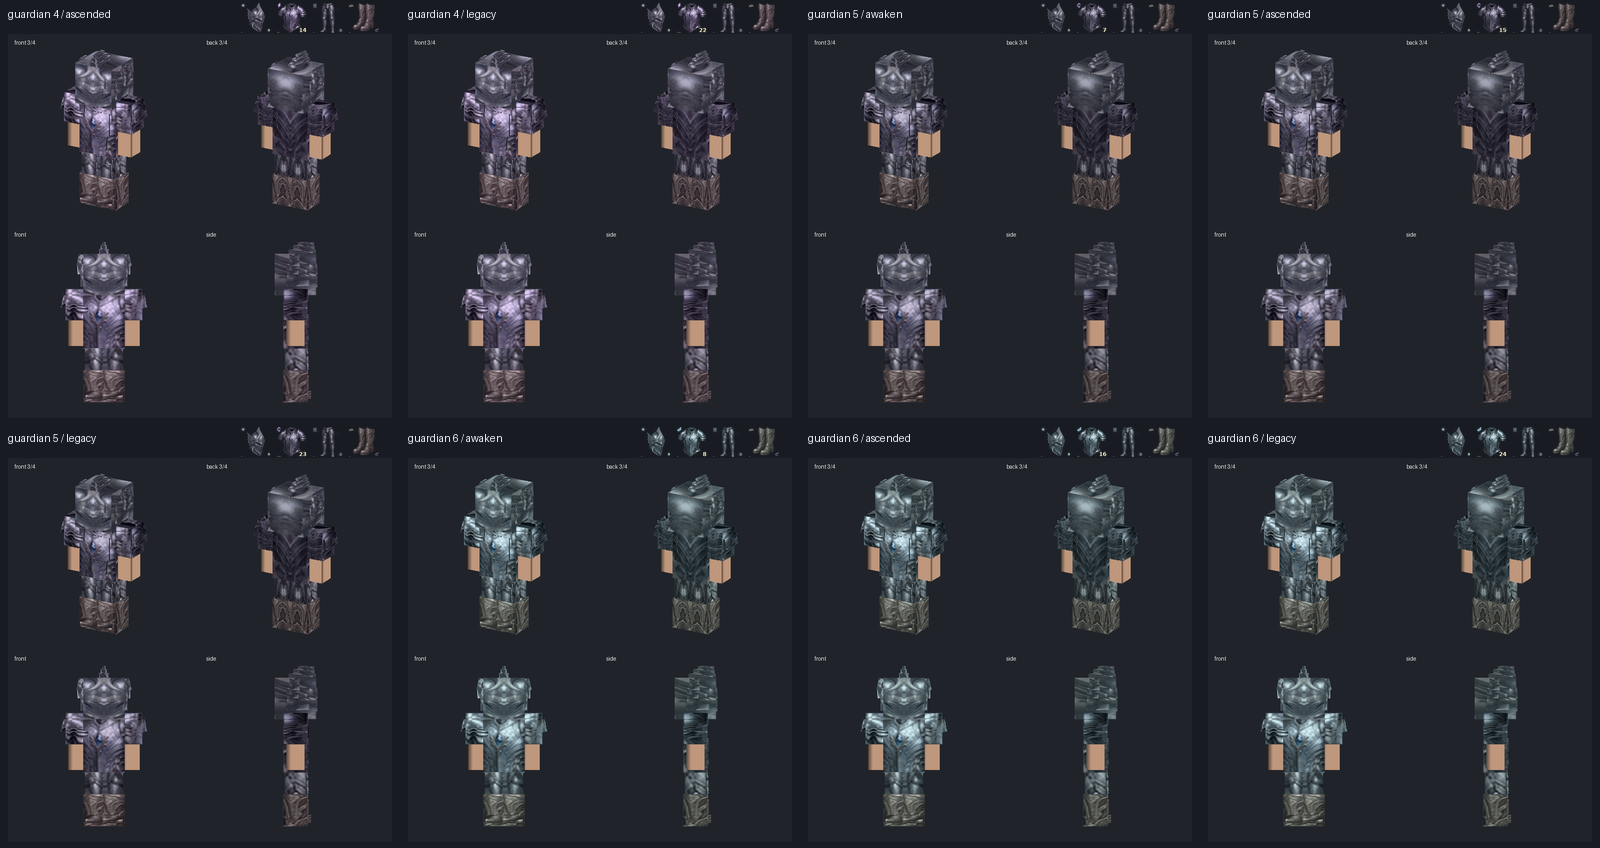 guardian 4 / ascended
14
front 3/4
back 3/4
front
side
guardian 4 / legacy
22
front 3/4
back 3/4
front
side
guardian 5 / awaken
7
front 3/4
back 3/4
front
side
guardian 5 / ascended
15
front 3/4
back 3/4
front
side
guardian 5 / legacy
23
front 3/4
back 3/4
front
side
guardian 6 / awaken
8
front 3/4
back 3/4
front
side
guardian 6 / ascended
16
front 3/4
back 3/4
front
side
guardian 6 / legacy
24
front 3/4
back 3/4
front
side